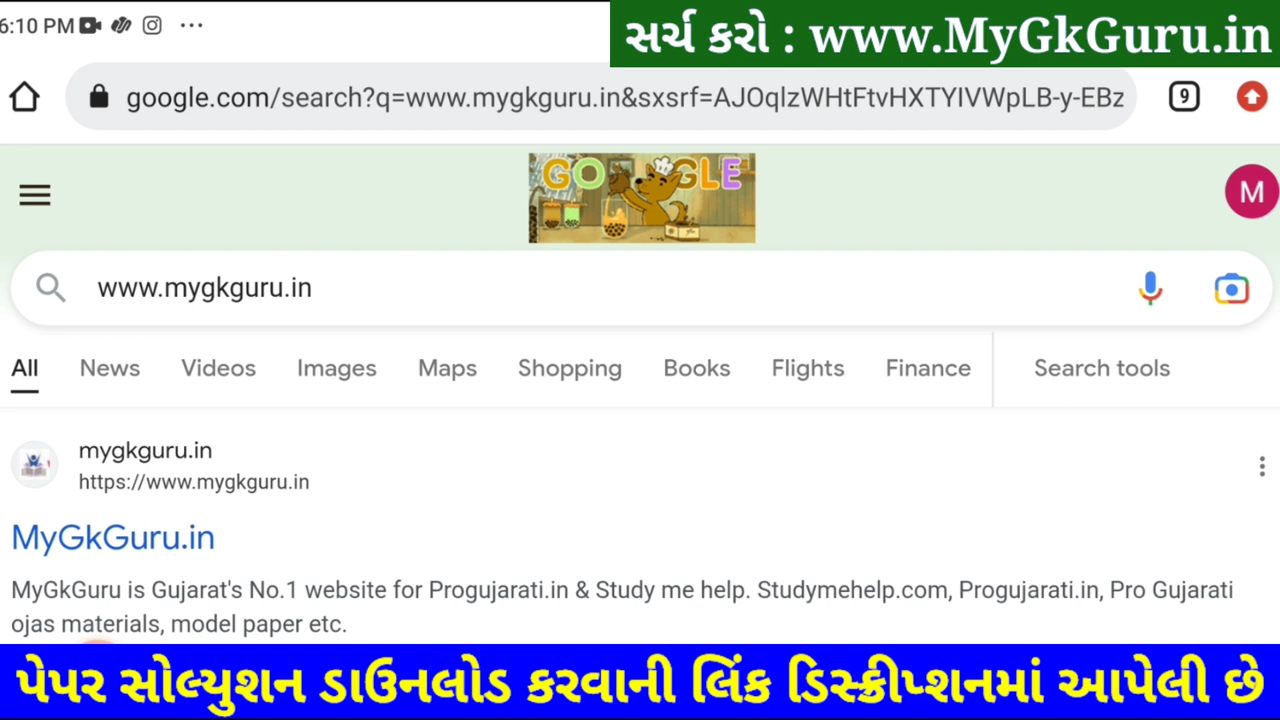 6:10 PM
સર્ચ કરો : www.MyGkGuru.in
google.com/search?q=www.mygkguru.in&sxsrf=AJOqlzWHtFtvHXTYIVWpLB-y-EBz
9
GOOGLE
M
www.mygkguru.in
All News Videos Images Maps Shopping Books Flights Finance Search tools
mygkguru.in
https://www.mygkguru.in
MyGkGuru.in
MyGkGuru is Gujarat's No.1 website for Progujarati.in & Study me help. Studymehelp.com, Progujarati.in, Pro Gujarati
ojas materials, model paper etc.
પેપર સોલ્યુશન ડાઉનલોડ કરવાની લિંક ડિસ્ક્રીપ્શનમાં આપેલી છે